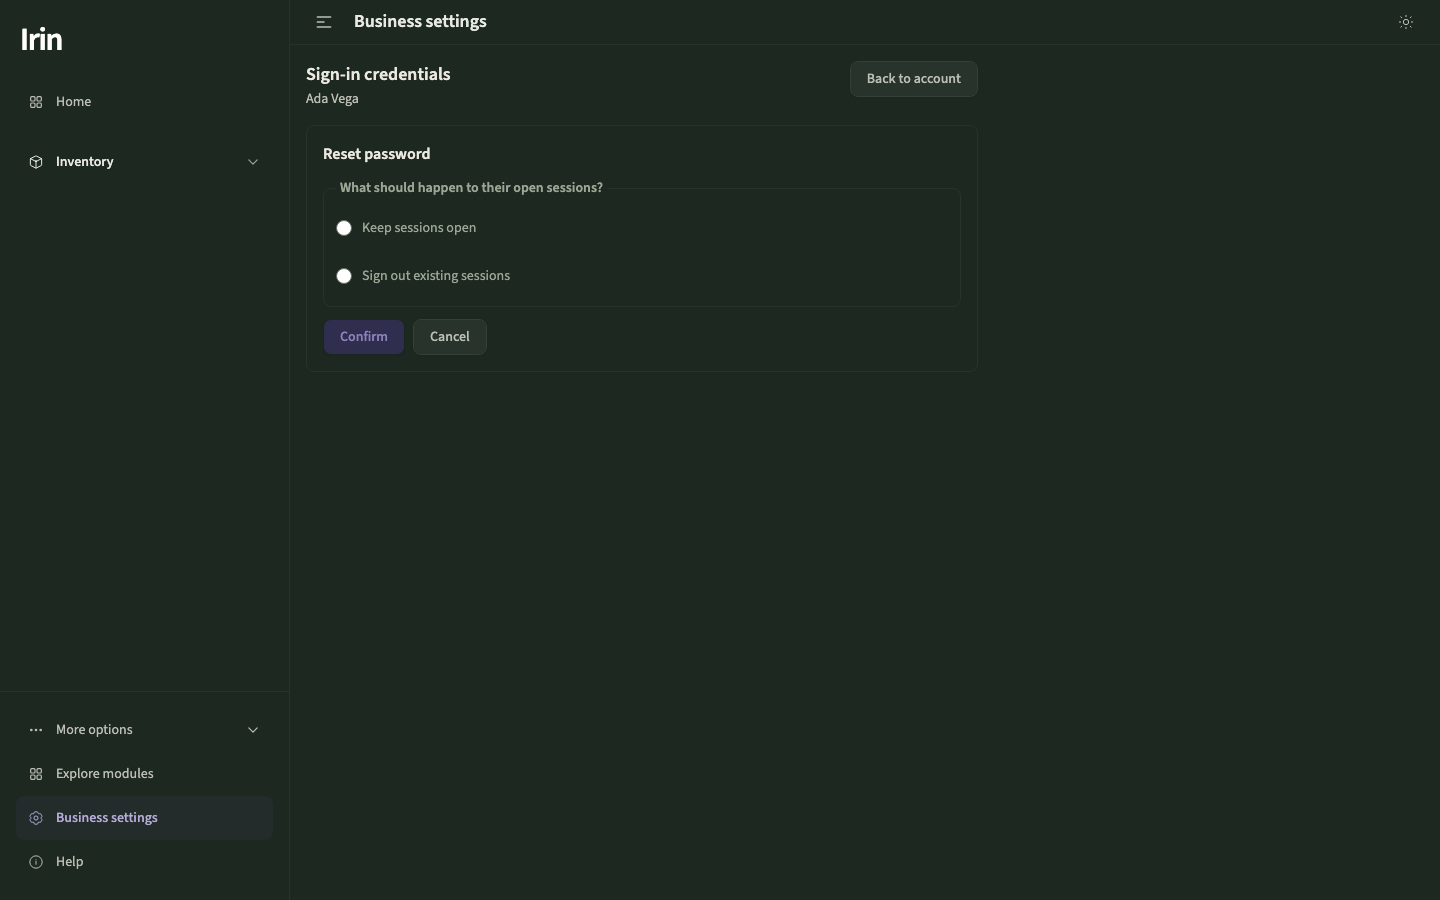 Irin
Home
Inventory
More options
Explore modules
Business settings
Help
Business settings
Sign-in credentials
Ada Vega
Back to account
Reset password
What should happen to their open sessions?
Keep sessions open
Sign out existing sessions
Confirm
Cancel